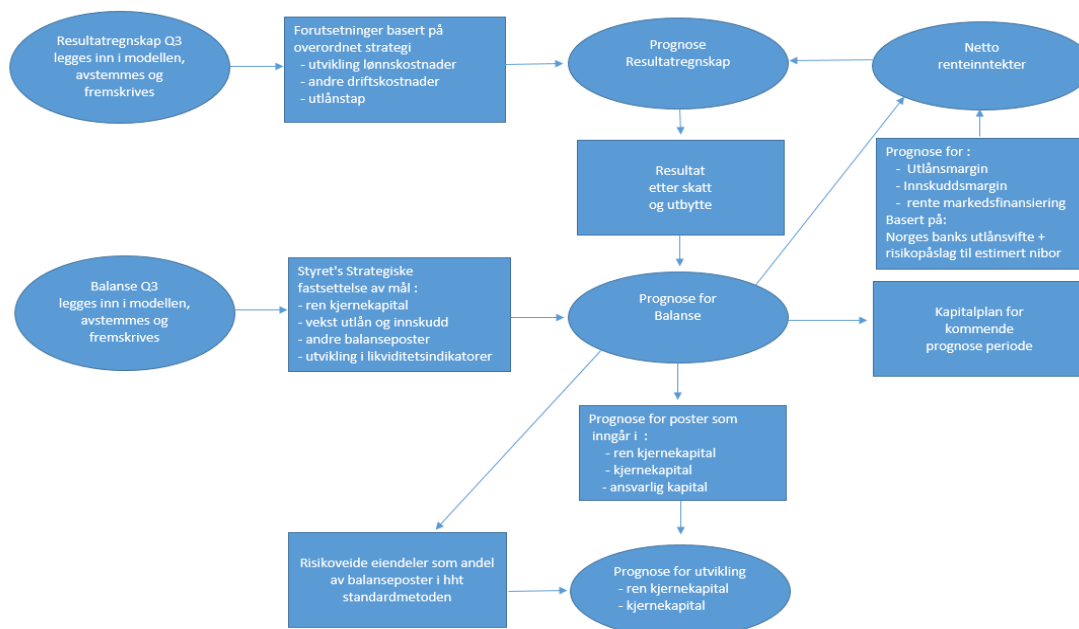 Resultatregnskap Q3
legges inn i modellen,
avstemmes og
fremskrives
Forutsetninger basert på
overordnet strategi
- utvikling lønnskostnader
- andre driftskostnader
- utlånstap
Prognose
Resultatregnskap
Netto
renteinntekter
Resultat
etter skatt
og utbytte
Prognose for :
- Utlånsmargin
- Innskuddsmargin
- rente markedsfinansiering
Basert på:
Norges banks utlånsvifte +
risikopåslag til estimert nibor
Balanse Q3
legges inn i modellen,
avstemmes og
fremskrives
Styret's Strategiske
fastsettelse av mål :
- ren kjernekapital
- vekst utlån og innskudd
- andre balanseposter
- utvikling i likviditetsindikatorer
Prognose for
Balanse
Kapitalplan for
kommende
prognose periode
Prognose for poster som
inngår i :
- ren kjernekapital
- kjernekapital
- ansvarlig kapital
Risikoveide eiendeler som andel
av balanseposter i hht
standardmetoden
Prognose for utvikling
- ren kjernekapital
- kjernekapital